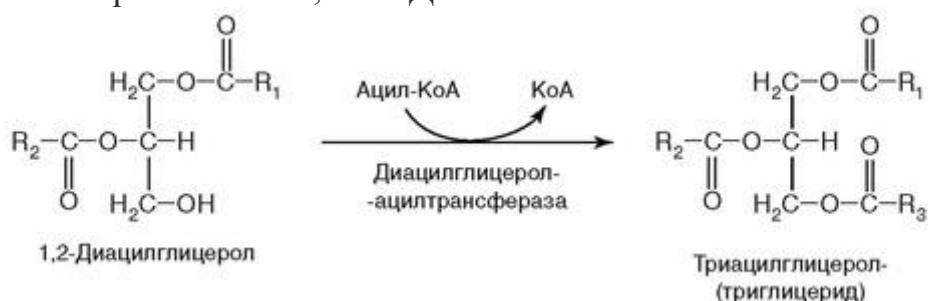 O
H₂C–O–C–R₁
O
R₂–C–O–C–H
O
H₂C–OH
1,2-Диацилглицерол
Ацил-КоА КоА
Диацилглицерол-
-ацилтрансфераза
O
H₂C–O–C–R₁
R₂–C–O–C–H
O
O
H₂C–O–C–R₃
Триацилглицерол-
(триглицерид)